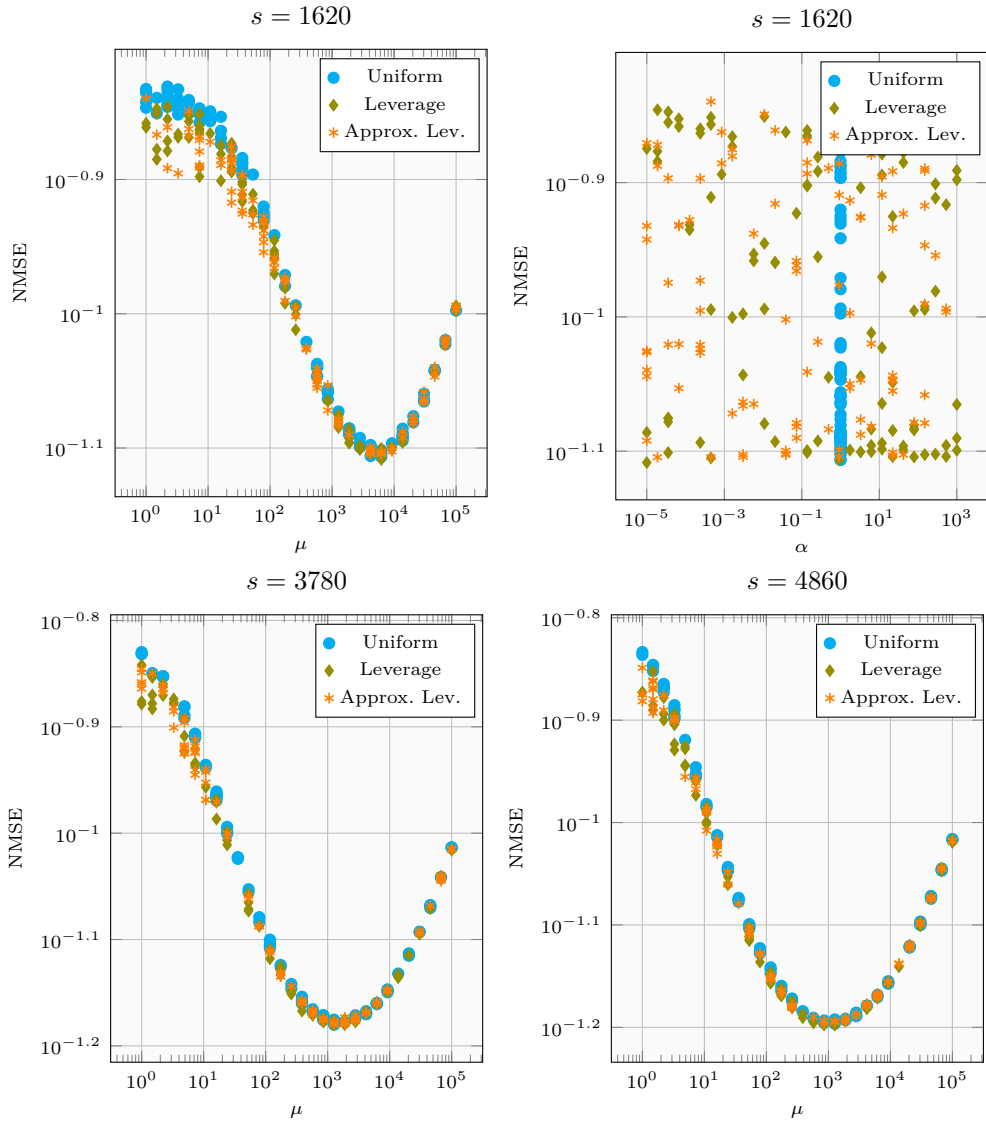 s = 1620
10^−0.9
10^−1
10^−1.1
NMSE
10^0 10^1 10^2 10^3 10^4 10^5
μ
Uniform
Leverage
Approx. Lev.
s = 1620
10^−0.9
10^−1
10^−1.1
NMSE
10^−5 10^−3 10^−1 10^1 10^3
α
Uniform
Leverage
Approx. Lev.
s = 3780
10^−0.8
10^−0.9
10^−1
10^−1.1
10^−1.2
NMSE
10^0 10^1 10^2 10^3 10^4 10^5
μ
Uniform
Leverage
Approx. Lev.
s = 4860
10^−0.8
10^−0.9
10^−1
10^−1.1
10^−1.2
NMSE
10^0 10^1 10^2 10^3 10^4 10^5
μ
Uniform
Leverage
Approx. Lev.